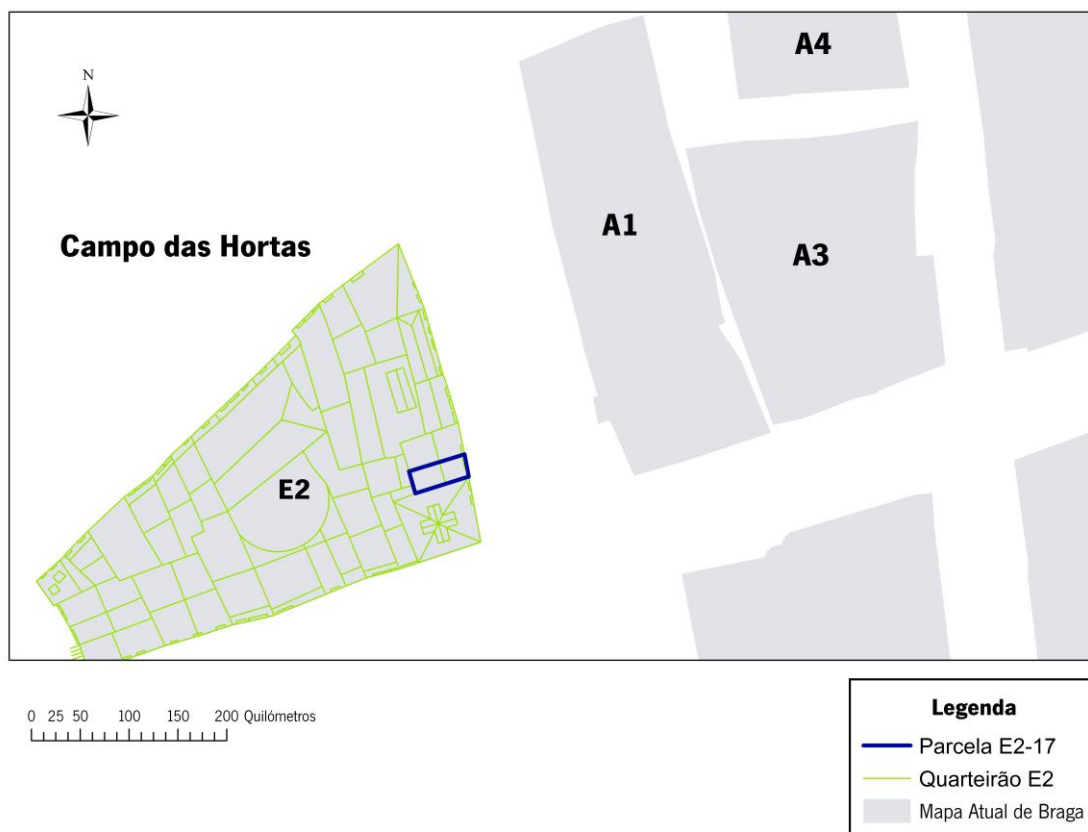 N
A4
Campo das Hortas
A1
A3
E2
0 25 50 100 150 200 Quilómetros
Legenda
Parcela E2-17
Quarteirão E2
Mapa Atual de Braga